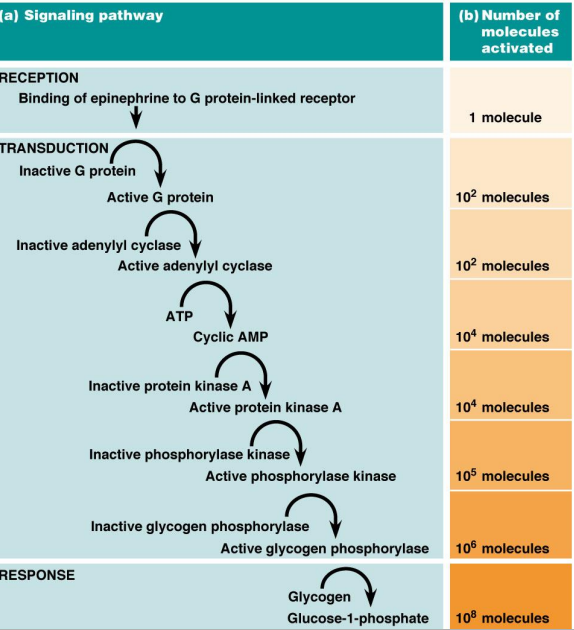 (a) Signaling pathway
(b) Number of
molecules
activated
RECEPTION
Binding of epinephrine to G protein-linked receptor
1 molecule
TRANSDUCTION
Inactive G protein
Active G protein
10² molecules
Inactive adenylyl cyclase
Active adenylyl cyclase
10² molecules
ATP
Cyclic AMP
10⁴ molecules
Inactive protein kinase A
Active protein kinase A
10⁴ molecules
Inactive phosphorylase kinase
Active phosphorylase kinase
10⁵ molecules
Inactive glycogen phosphorylase
Active glycogen phosphorylase
10⁶ molecules
RESPONSE
Glycogen
Glucose-1-phosphate
10⁸ molecules